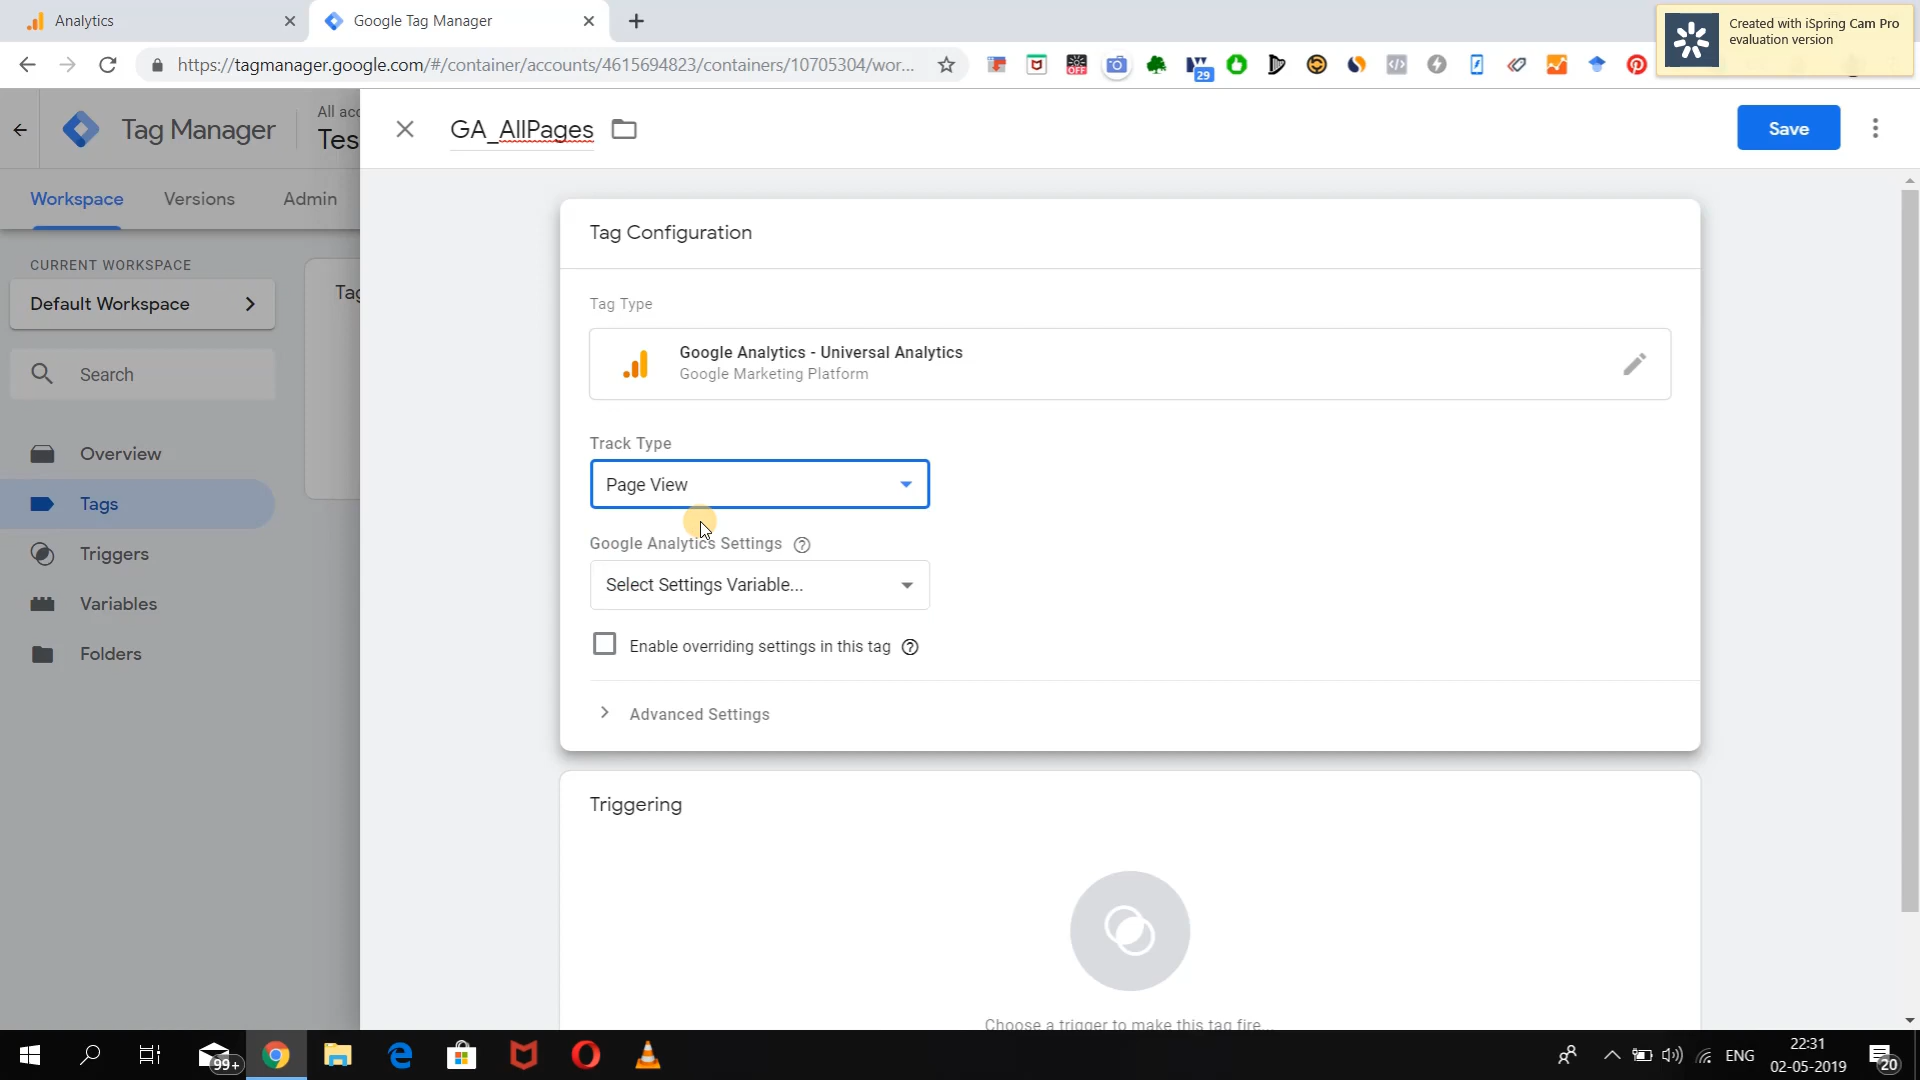 Analytics
Google Tag Manager
Created with iSpring Cam Pro
evaluation version
https://tagmanager.google.com/#/container/accounts/4615694823/containers/10705304/wor...
OFF
29
Tag Manager
All acc
Tes
GA_AllPages
Save
Workspace
Versions
Admin
Tag Configuration
CURRENT WORKSPACE
Default Workspace
Tag
Tag Type
Google Analytics - Universal Analytics
Google Marketing Platform
Search
Track Type
Page View
Overview
Tags
Triggers
Variables
Folders
Google Analytics Settings
Select Settings Variable...
Enable overriding settings in this tag
Advanced Settings
Triggering
Choose a trigger to make this tag fire...
99+
ENG
22:31
02-05-2019
20